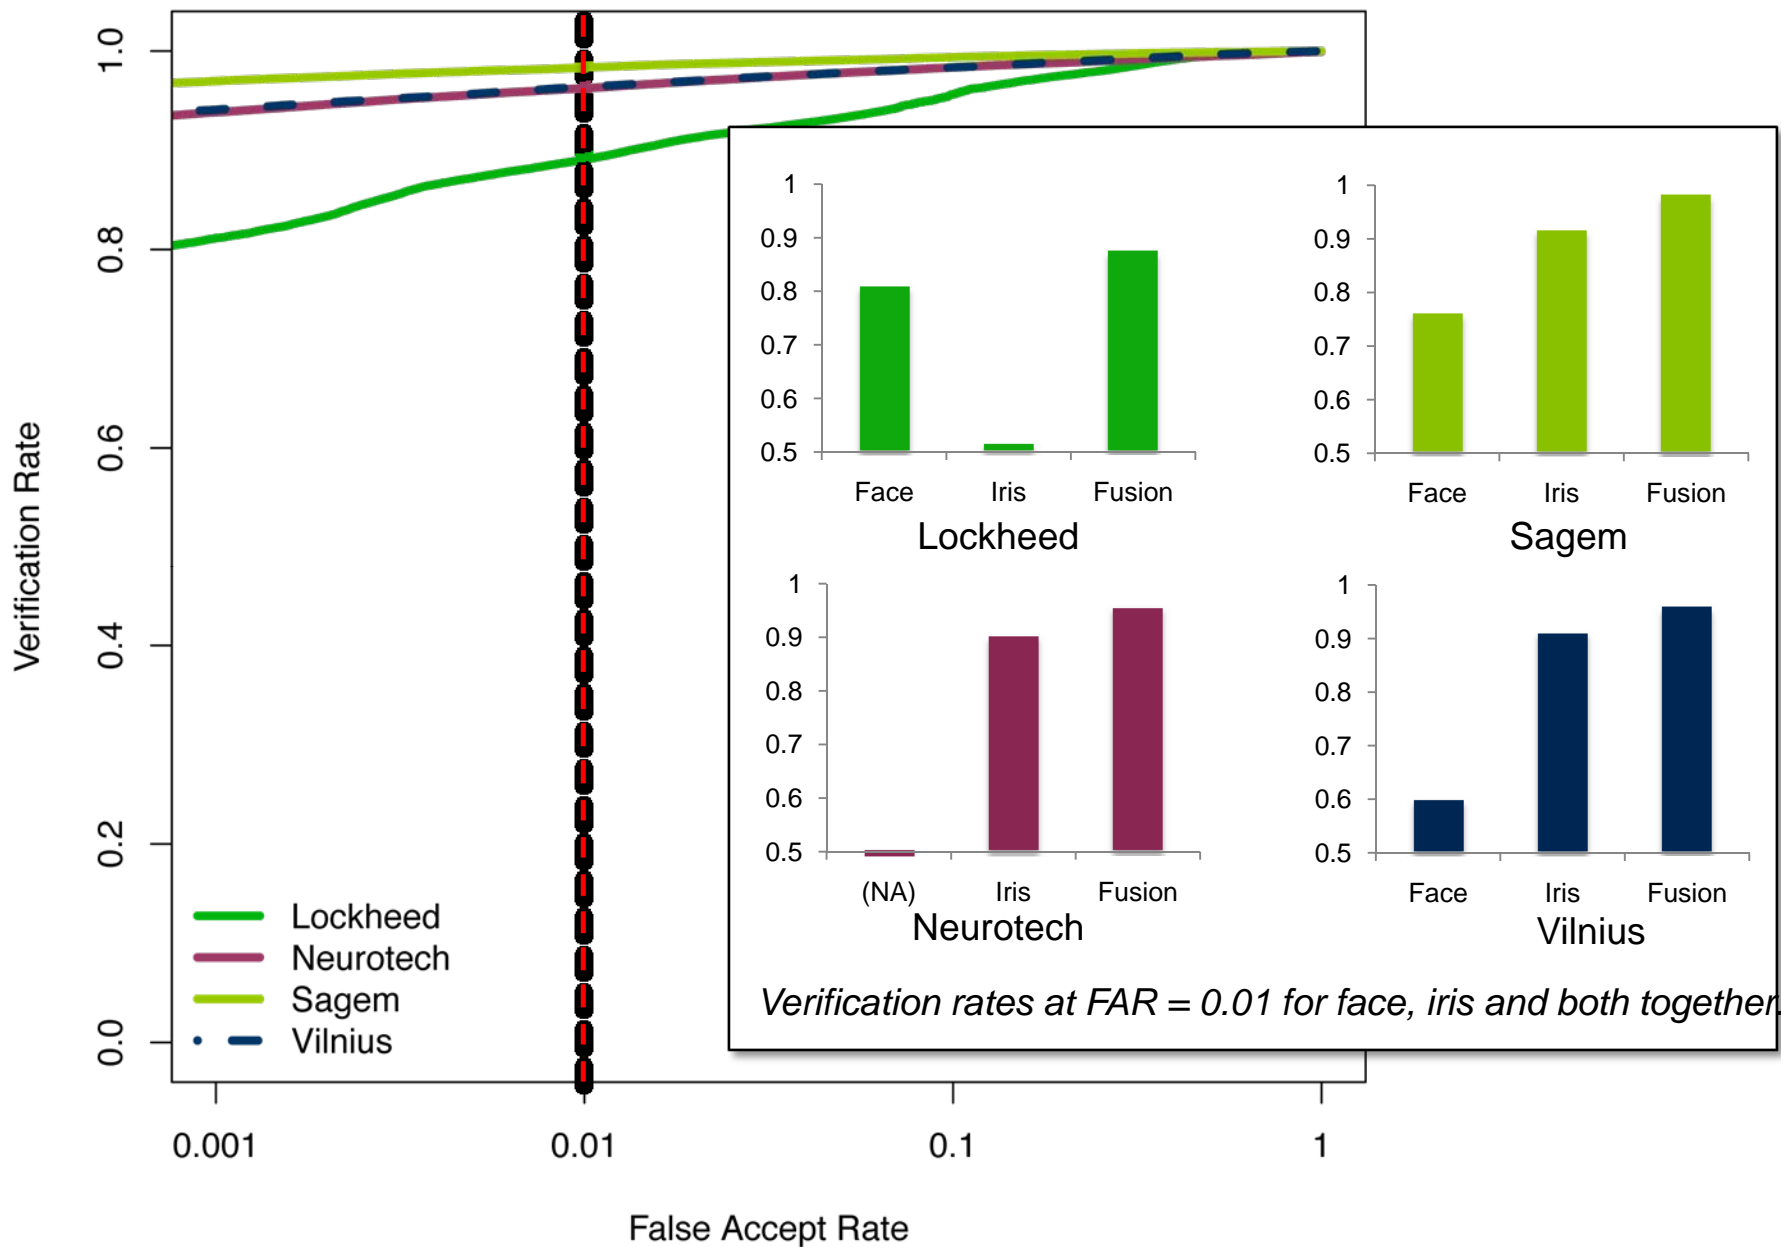 1.0
0.8
0.6
0.4
0.2
0.0
Verification Rate
Lockheed
Neurotech
Sagem
Vilnius
0.001
0.01
0.1
1
False Accept Rate
1
0.9
0.8
0.7
0.6
0.5
Face Iris Fusion
Lockheed
1
0.9
0.8
0.7
0.6
0.5
Face Iris Fusion
Sagem
1
0.9
0.8
0.7
0.6
0.5
(NA) Iris Fusion
Neurotech
1
0.9
0.8
0.7
0.6
0.5
Face Iris Fusion
Vilnius
Verification rates at FAR = 0.01 for face, iris and both together.